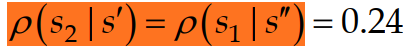 ρ(s₂ | s′) = ρ(s₁ | s″) = 0.24